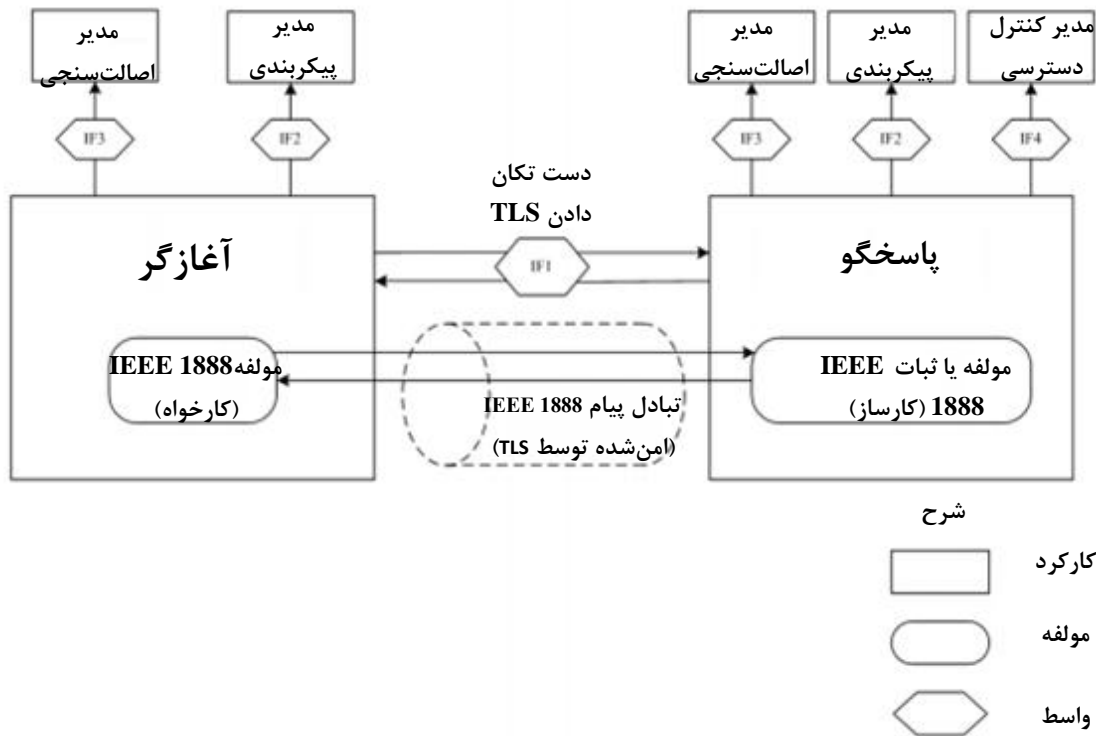 مدیر کنترل
دسترسی
مدیر
پیکربندی
مدیر
اصالت‌سنجی
مدیر
پیکربندی
مدیر
اصالت‌سنجی
IF4
IF2
IF3
IF2
IF3
دست تکان
دادن TLS
پاسخگو
آغازگر
IF1
مولفه یا ثبات IEEE
1888 (کارساز)
مولفه IEEE 1888
(کارخواه)
تبادل پیام IEEE 1888
(امن‌شده توسط TLS)
شرح
کارکرد
مولفه
واسط